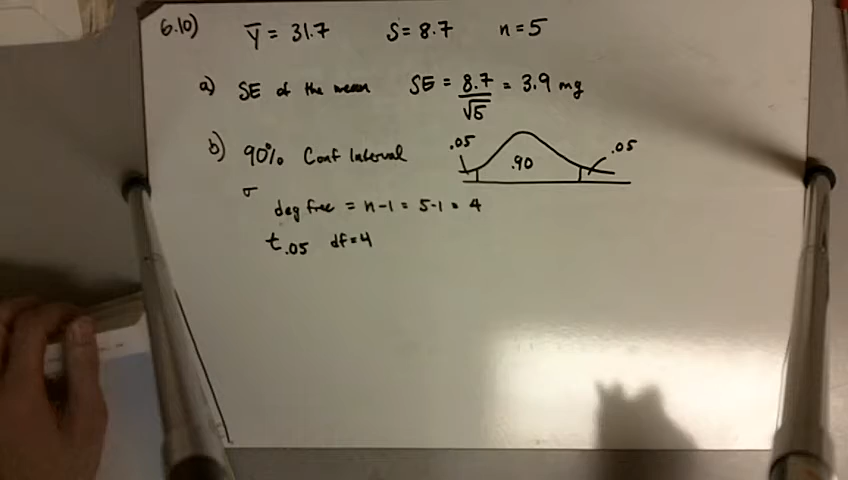 6.10) Y̅ = 31.7 S = 8.7 n = 5
a) SE of the mean SE = 8.7/√5 = 3.9 mg
b) 90% Conf Interval
.05 .90 .05
σ
deg free = n-1 = 5-1 = 4
t.05 df=4